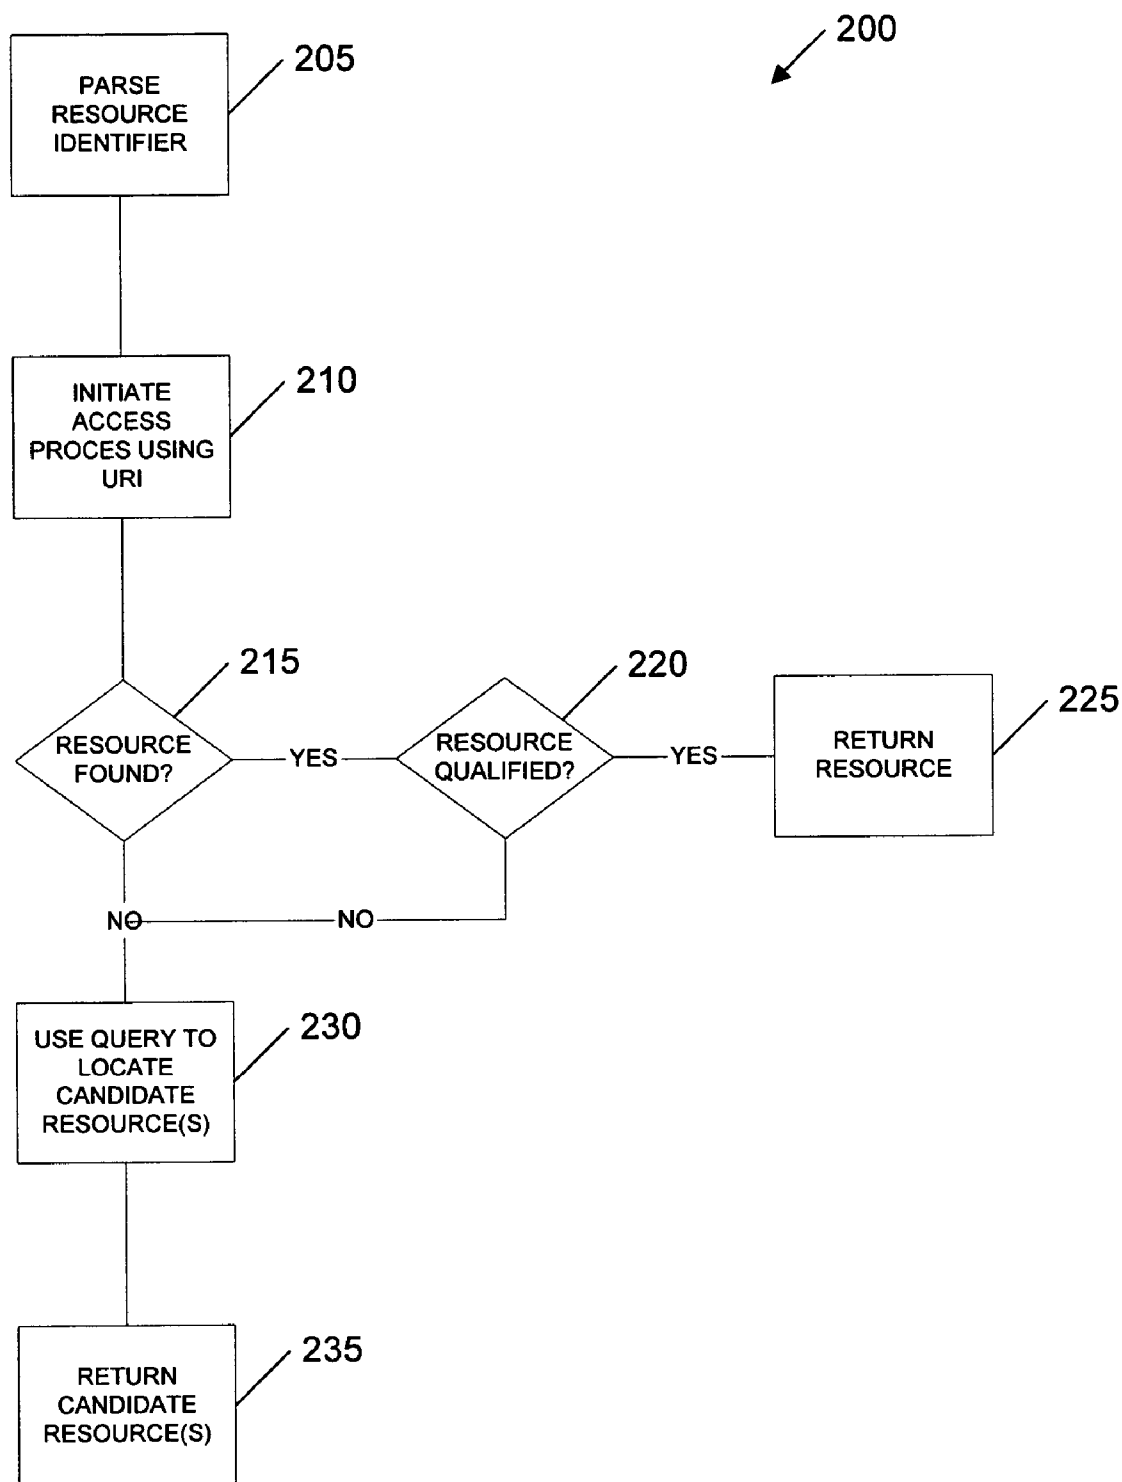 200
PARSE
RESOURCE
IDENTIFIER
205
INITIATE
ACCESS
PROCES USING
URI
210
RESOURCE
FOUND?
215
YES
RESOURCE
QUALIFIED?
220
YES
RETURN
RESOURCE
225
NO
NO
USE QUERY TO
LOCATE
CANDIDATE
RESOURCE(S)
230
RETURN
CANDIDATE
RESOURCE(S)
235